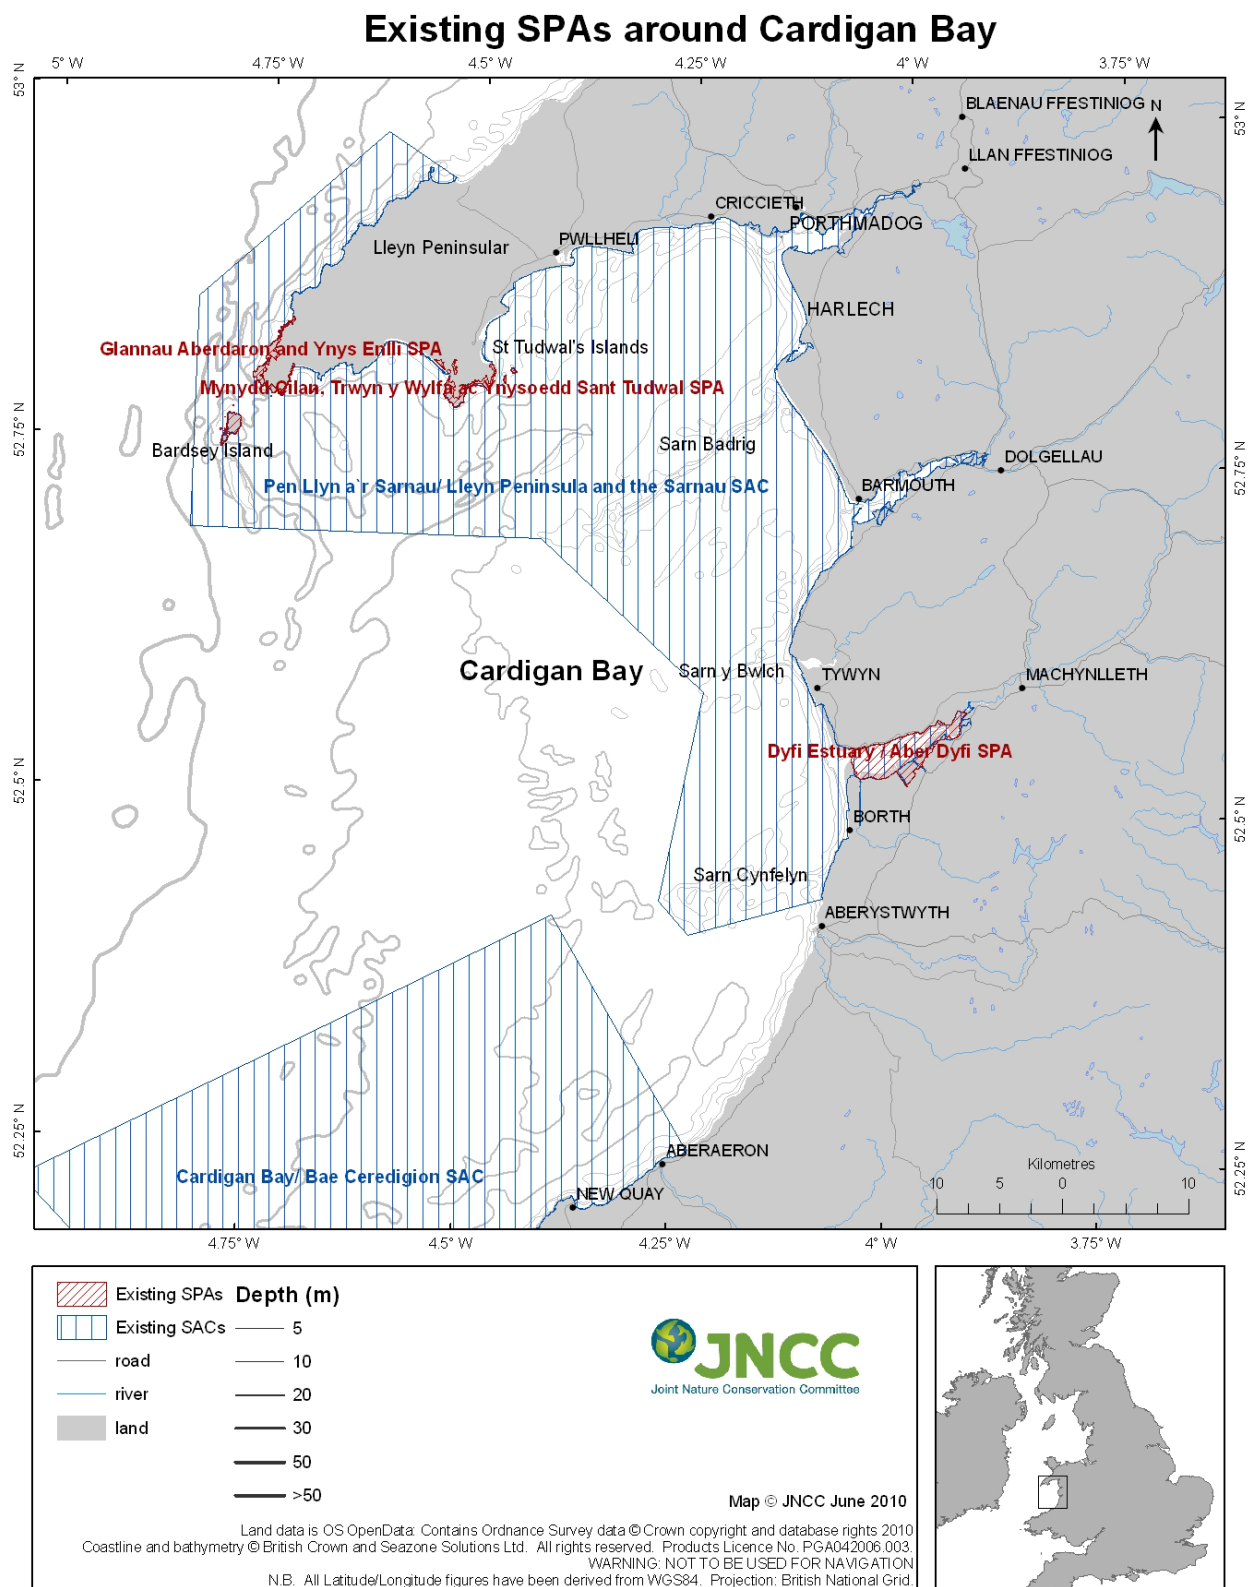 Existing SPAs around Cardigan Bay
5° W
4.75° W
4.5° W
4.25° W
4° W
3.75° W
53° N
53° N
BLAENAU FFESTINIOG
N
LLAN FFESTINIOG
CRICCIETH
PORTHMADOG
PWLLHELI
Lleyn Peninsular
HARLECH
Glannau Aberdaron and Ynys Enlli SPA
St Tudwal's Islands
Mynydd Cilan, Trwyn y Wylfa ac Ynysoedd Sant Tudwal SPA
52.75° N
52.75° N
Bardsey Island
Sarn Badrig
DOLGELLAU
Pen Llyn a`r Sarnau/ Lleyn Peninsula and the Sarnau SAC
BARMOUTH
Cardigan Bay
Sarn y Bwlch
TYWYN
MACHYNLLETH
Dyfi Estuary / Aber Dyfi SPA
52.5° N
52.5° N
BORTH
Sarn Cynfelyn
ABERYSTWYTH
52.25° N
52.25° N
ABERAERON
Cardigan Bay/ Bae Ceredigion SAC
NEW QUAY
Kilometres
10 5 0 10
4.75° W
4.5° W
4.25° W
4° W
3.75° W
Existing SPAs
Existing SACs
road
river
land
Depth (m)
5
10
20
30
50
>50
JNCC
Joint Nature Conservation Committee
Map © JNCC June 2010
Land data is OS OpenData: Contains Ordnance Survey data © Crown copyright and database rights 2010
Coastline and bathymetry © British Crown and Seazone Solutions Ltd. All rights reserved. Products Licence No. PGA042006.003.
WARNING: NOT TO BE USED FOR NAVIGATION
N.B. All Latitude/Longitude figures have been derived from WGS84. Projection: British National Grid.